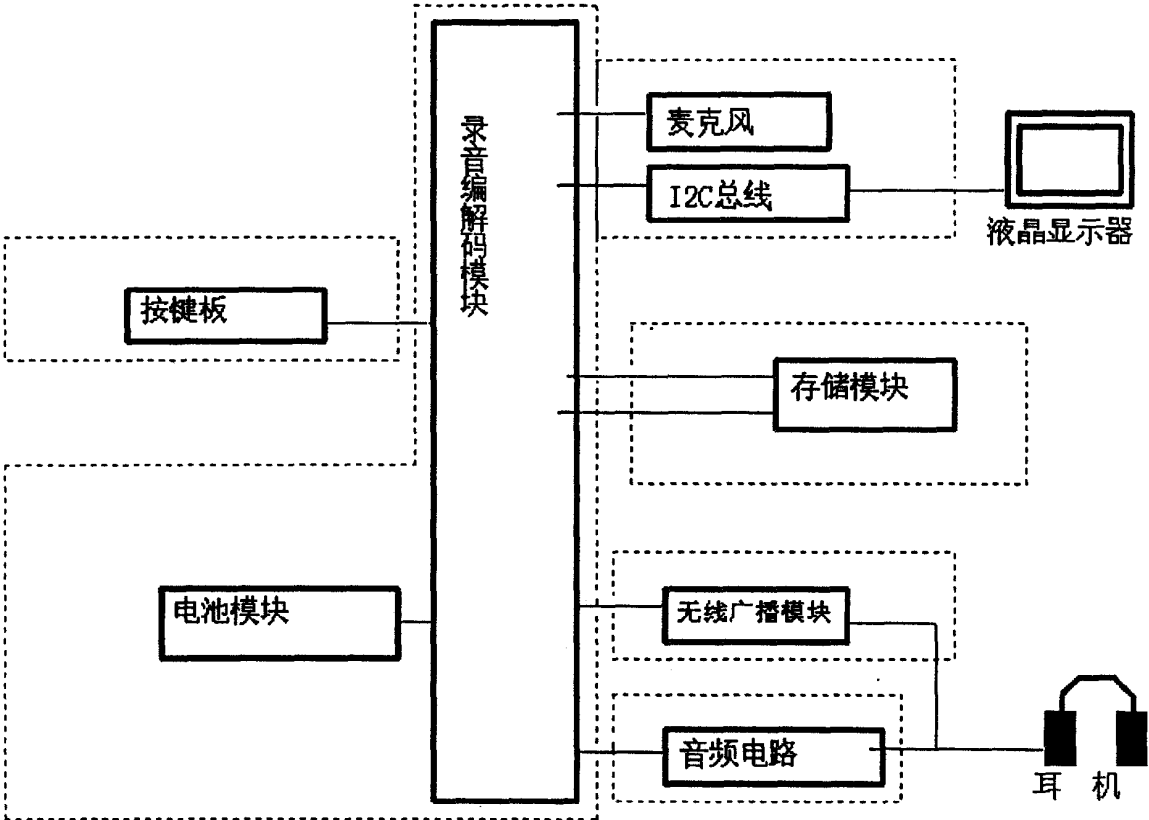 录音编解码模块
麦克风
I2C总线
液晶显示器
按键板
存储模块
电池模块
无线广播模块
音频电路
耳 机